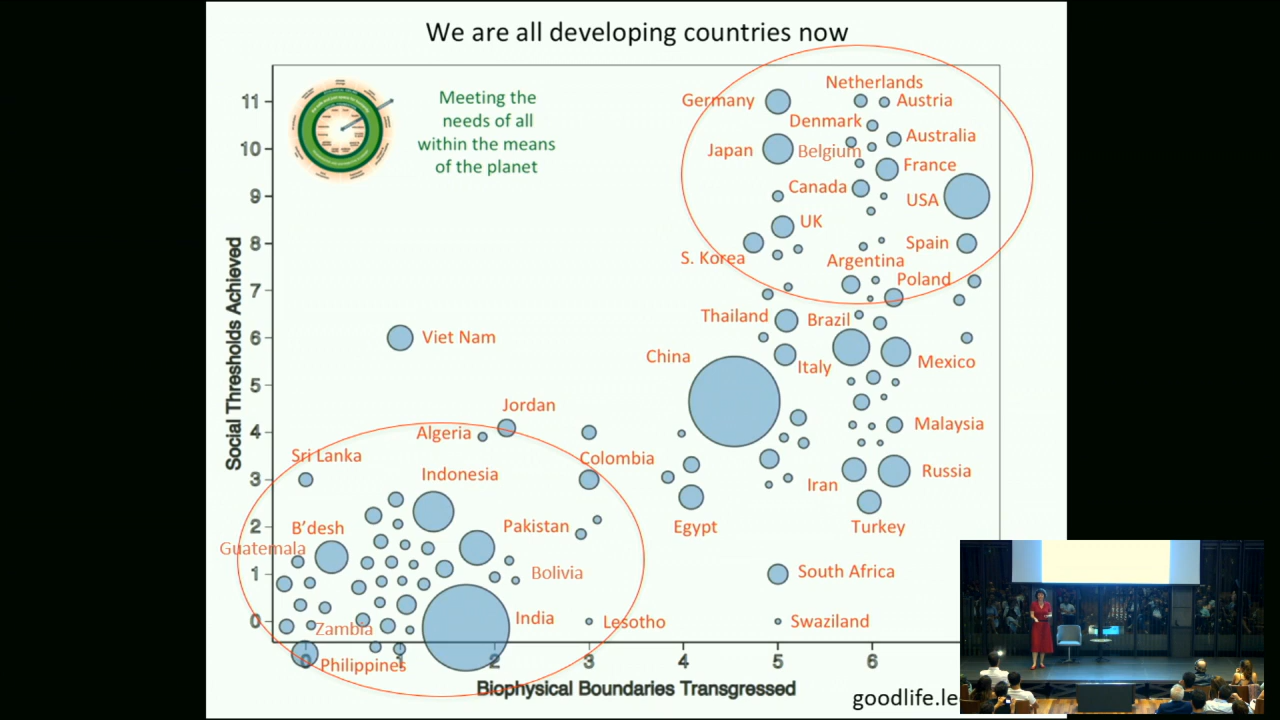 We are all developing countries now
Meeting the
needs of all
within the means
of the planet
Social Thresholds Achieved
11
10
9
8
7
6
5
4
3
2
1
0
Netherlands
Germany
Austria
Denmark
Australia
Japan
Belgium
France
Canada
USA
UK
Spain
S. Korea
Argentina
Poland
Thailand
Brazil
Viet Nam
China
Italy
Mexico
Jordan
Algeria
Malaysia
Sri Lanka
Colombia
Indonesia
Iran
Russia
B'desh
Pakistan
Egypt
Turkey
Guatemala
Bolivia
South Africa
India
Lesotho
Swaziland
Zambia
Philippines
0 1 2 3 4 5 6
Biophysical Boundaries Transgressed
goodlife.le